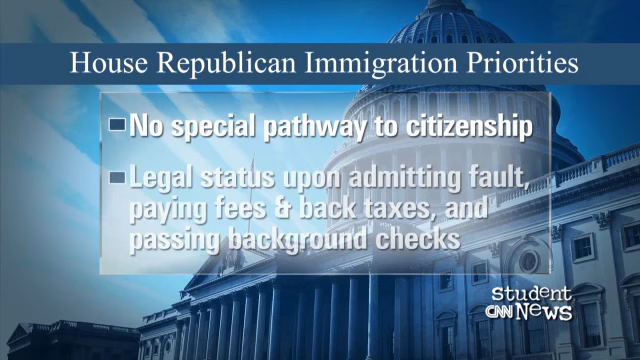 House Republican Immigration Priorities
No special pathway to citizenship
Legal status upon admitting fault,
paying fees & back taxes, and
passing background checks
student
CNN News